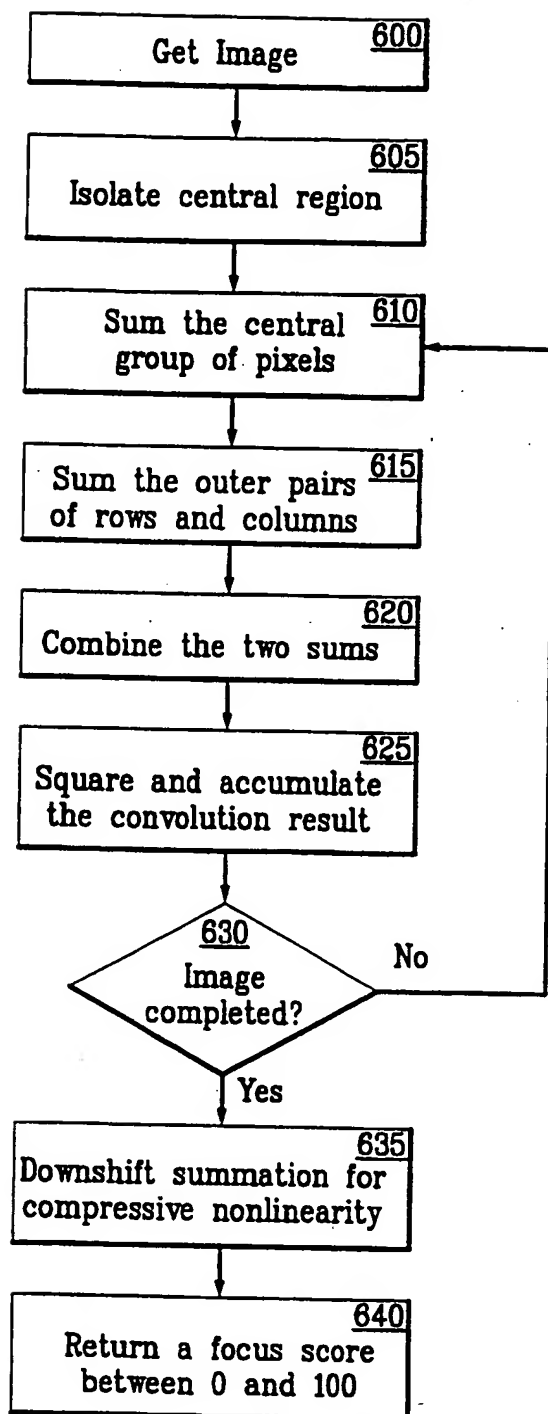 600
Get Image
605
Isolate central region
610
Sum the central
group of pixels
615
Sum the outer pairs
of rows and columns
620
Combine the two sums
625
Square and accumulate
the convolution result
630
Image
completed?
No
Yes
635
Downshift summation for
compressive nonlinearity
640
Return a focus score
between 0 and 100